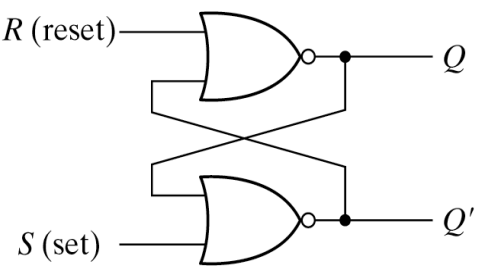 R (reset)
Q
Q′
S (set)